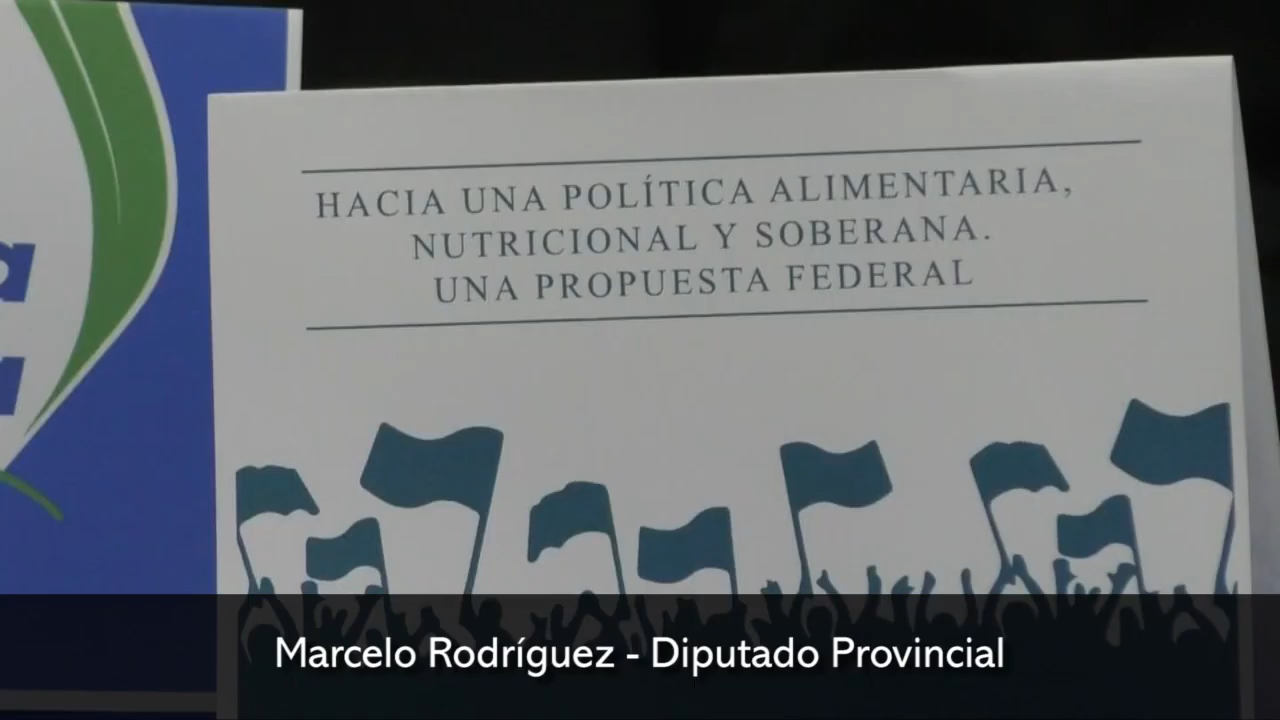 HACIA UNA POLÍTICA ALIMENTARIA,
NUTRICIONAL Y SOBERANA.
UNA PROPUESTA FEDERAL
Marcelo Rodríguez - Diputado Provincial